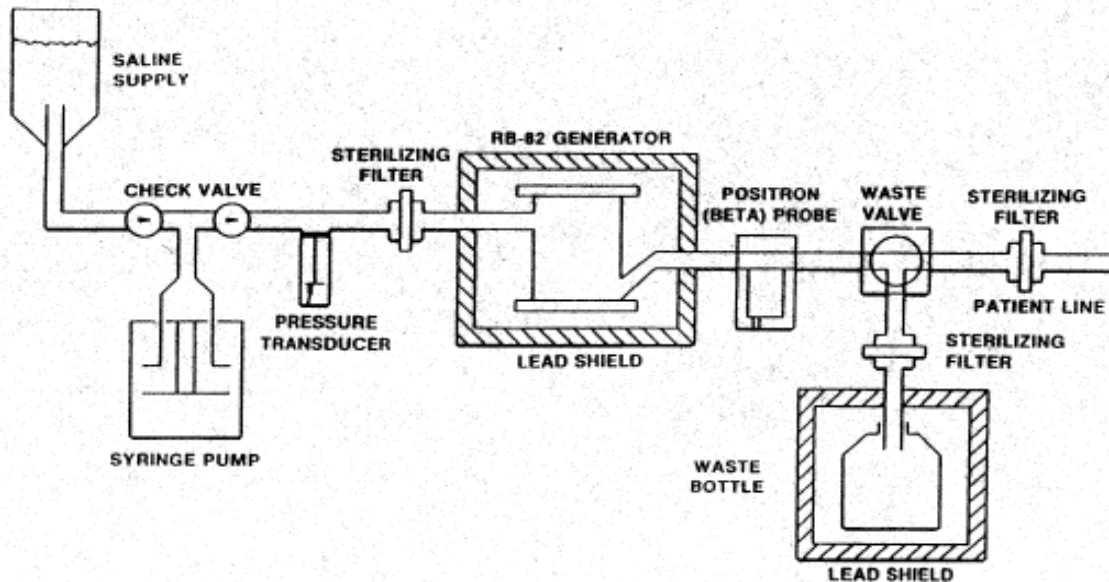 SALINE
SUPPLY
CHECK VALVE
SYRINGE PUMP
PRESSURE
TRANSDUCER
STERILIZING
FILTER
RB-82 GENERATOR
LEAD SHIELD
POSITRON
(BETA) PROBE
WASTE
VALVE
STERILIZING
FILTER
PATIENT LINE
STERILIZING
FILTER
WASTE
BOTTLE
LEAD SHIELD